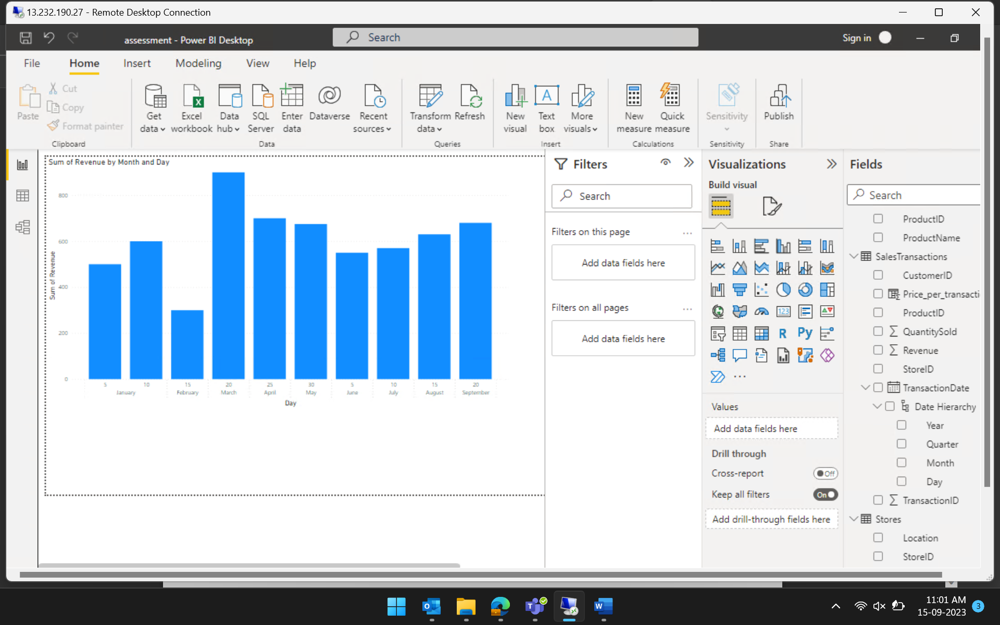 13.232.190.27 - Remote Desktop Connection
assessment - Power BI Desktop
Search
Sign in
File Home Insert Modeling View Help
Paste
Cut
Copy
Format painter
Clipboard
Get data
Excel workbook
Data hub
SQL Server
Enter data
Dataverse
Recent sources
Data
Transform data
Refresh
Queries
New visual
Text box
More visuals
Insert
New measure
Quick measure
Calculations
Sensitivity
Sensitivity
Publish
Share
Sum of Revenue by Month and Day
Sum of Revenue
800
600
400
200
0
5 10 15 20 25 30 5 10 15 20
January February March April May June July August September
Day
Filters
Search
Filters on this page
Add data fields here
Filters on all pages
Add data fields here
Visualizations
Build visual
123
R
Py
Values
Add data fields here
Drill through
Cross-report
Off
Keep all filters
On
Add drill-through fields here
Fields
Search
ProductID
ProductName
SalesTransactions
CustomerID
Price_per_transacti
ProductID
QuantitySold
Revenue
StoreID
TransactionDate
Date Hierarchy
Year
Quarter
Month
Day
TransactionID
Stores
Location
StoreID
11:01 AM
15-09-2023
3